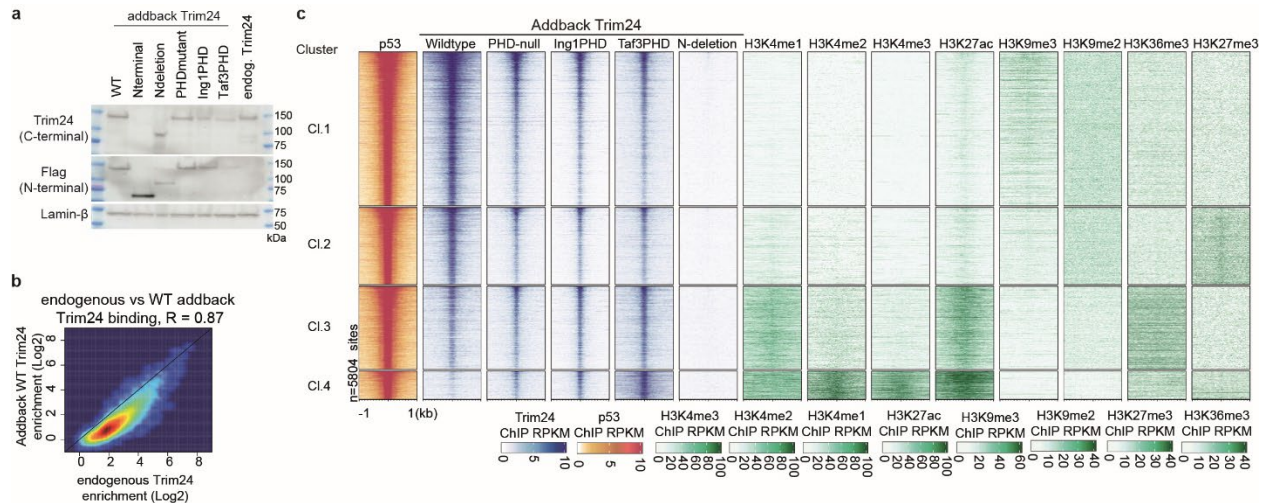 a
addback Trim24
WT
Nterminal
Ndeletion
PHDmutant
Ing1PHD
Taf3PHD
endog. Trim24
Trim24
(C-terminal)
150
100
75
Flag
(N-terminal)
150
100
75
Lamin-β
75
50
kDa
b
endogenous vs WT addback
Trim24 binding, R = 0.87
Addback WT Trim24
enrichment (Log2)
8
6
4
2
0
0 2 4 6 8
endogenous Trim24
enrichment (Log2)
c
Addback Trim24
Cluster p53 Wildtype PHD-null Ing1PHD Taf3PHD N-deletion H3K4me1 H3K4me2 H3K4me3 H3K27ac H3K9me3 H3K9me2 H3K36me3 H3K27me3
Cl.1
Cl.2
Cl.3
Cl.4
n=5804 sites
-1 1(kb)
Trim24 p53 H3K4me3 H3K4me2 H3K4me1 H3K27ac H3K9me3 H3K9me2 H3K27me3 H3K36me3
ChIP RPKM ChIP RPKM ChIP RPKM ChIP RPKM ChIP RPKM ChIP RPKM ChIP RPKM ChIP RPKM ChIP RPKM ChIP RPKM
0 5 10
0 5 10
0 20 40 60 80 100
0 20 40 60 80 100
0 20 40 60 80 100
0 20 40 60 80 100
0 20 40 60
0 10 20 30 40
0 10 20 30 40
0 10 20 30 40